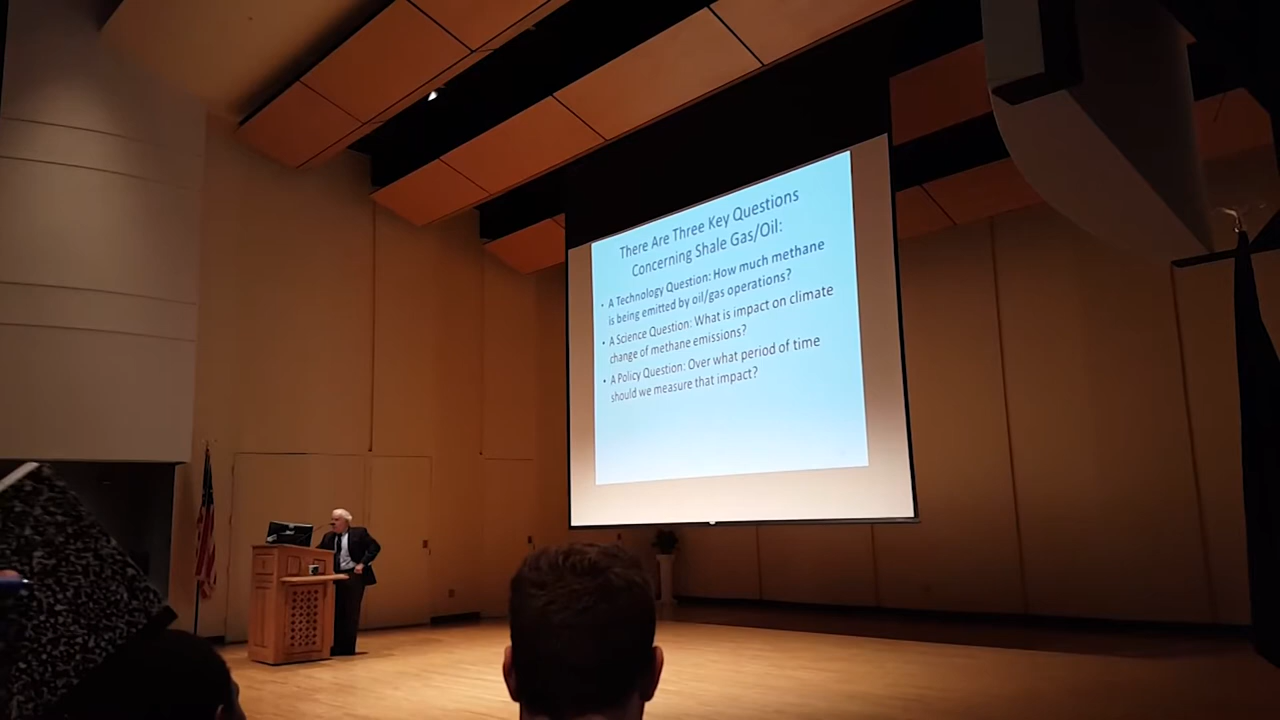 There Are Three Key Questions
Concerning Shale Gas/Oil:
• A Technology Question: How much methane
is being emitted by oil/gas operations?
• A Science Question: What is impact on climate
change of methane emissions?
• A Policy Question: Over what period of time
should we measure that impact?